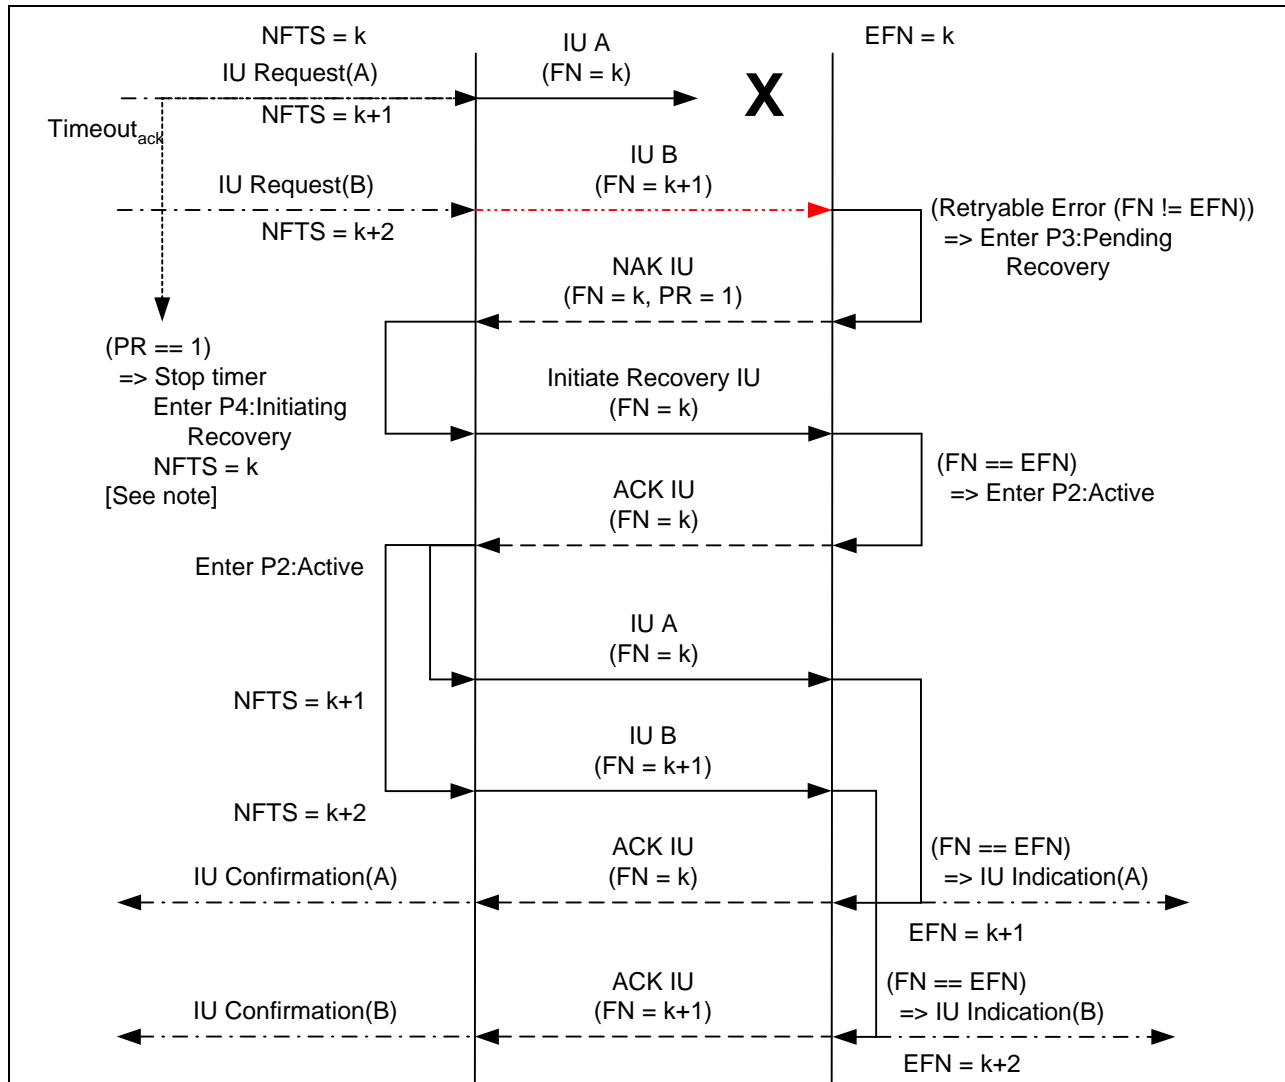 NFTS = k
IU A
EFN = k
IU Request(A)
(FN = k)
X
NFTS = k+1
Timeoutack
IU B
IU Request(B)
(FN = k+1)
(Retryable Error (FN != EFN))
NFTS = k+2
=> Enter P3:Pending
Recovery
NAK IU
(FN = k, PR = 1)
(PR == 1)
=> Stop timer
Enter P4:Initiating
Recovery
NFTS = k
[See note]
Initiate Recovery IU
(FN = k)
(FN == EFN)
=> Enter P2:Active
ACK IU
(FN = k)
Enter P2:Active
IU A
(FN = k)
NFTS = k+1
IU B
(FN = k+1)
NFTS = k+2
ACK IU
(FN == EFN)
IU Confirmation(A)
(FN = k)
=> IU Indication(A)
EFN = k+1
ACK IU
(FN == EFN)
IU Confirmation(B)
(FN = k+1)
=> IU Indication(B)
EFN = k+2